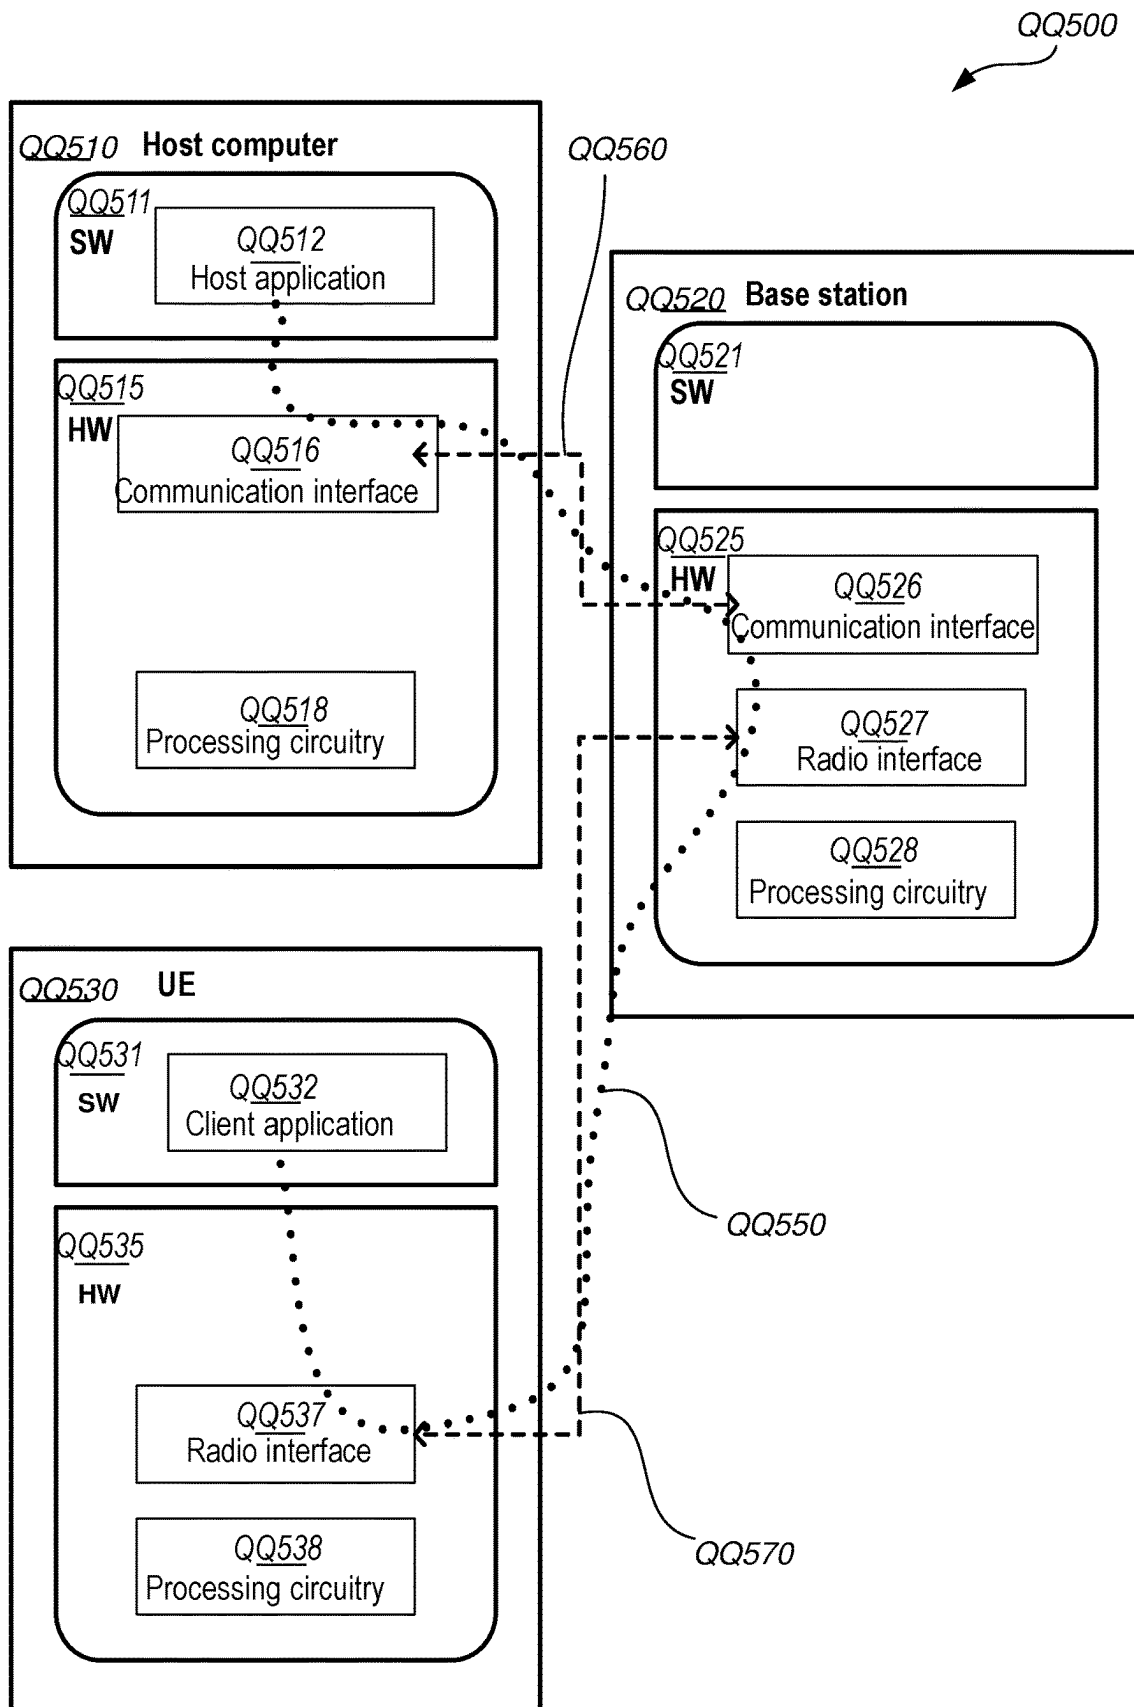 QQ500
QQ510 Host computer
QQ511
SW
QQ512
Host application
QQ515
HW
QQ516
Communication interface
QQ518
Processing circuitry
QQ560
QQ520 Base station
QQ521
SW
QQ525
HW
QQ526
Communication interface
QQ527
Radio interface
QQ528
Processing circuitry
QQ530 UE
QQ531
SW
QQ532
Client application
QQ535
HW
QQ537
Radio interface
QQ538
Processing circuitry
QQ550
QQ570